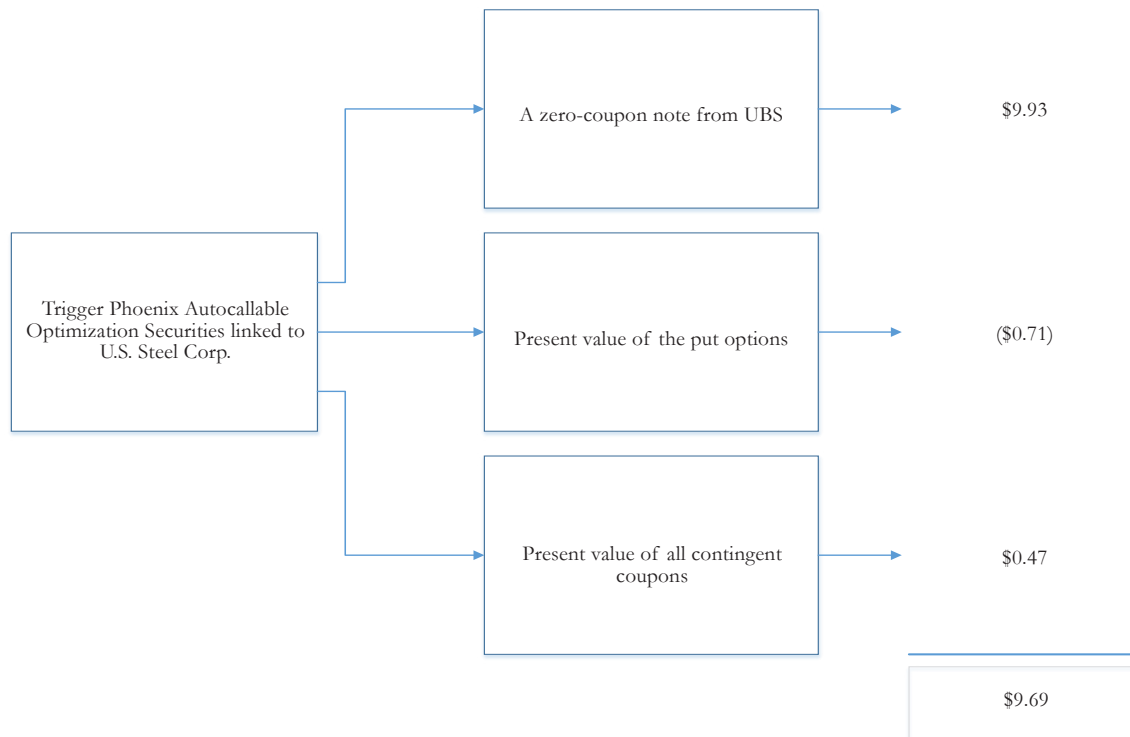 A zero-coupon note from UBS
$9.93
Trigger Phoenix Autocallable
Optimization Securities linked to
U.S. Steel Corp.
Present value of the put options
($0.71)
Present value of all contingent
coupons
$0.47
$9.69